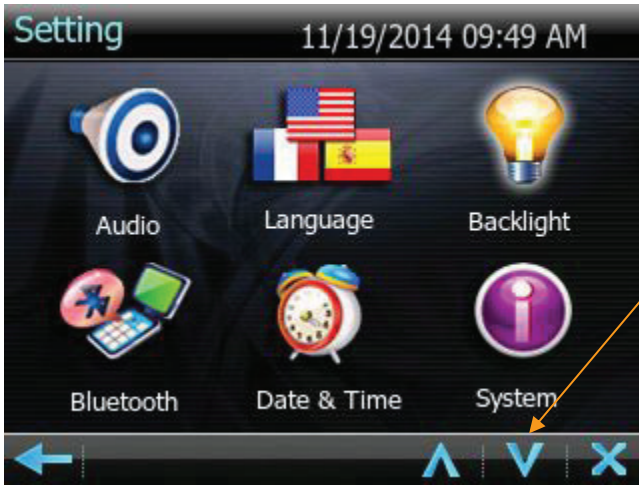 Setting 11/19/2014 09:49 AM
Audio Language Backlight
Bluetooth Date & Time System